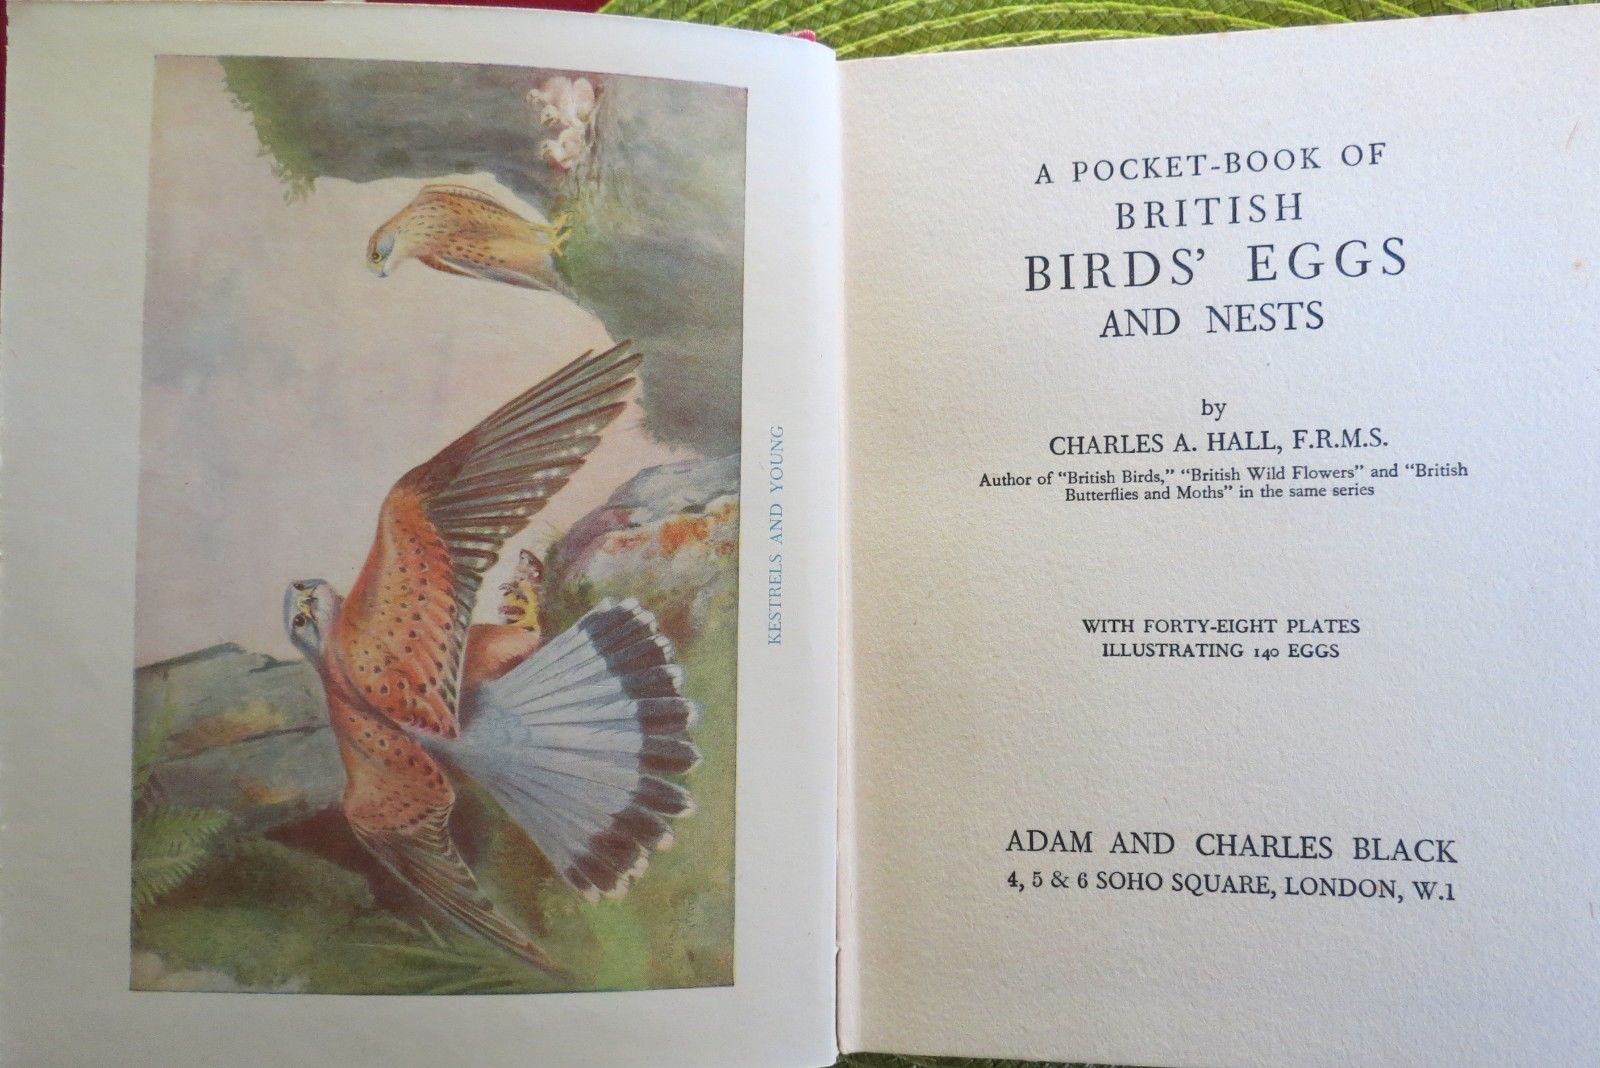 KESTRELS AND YOUNG
A POCKET-BOOK OF
BRITISH
BIRDS' EGGS
AND NESTS
by
CHARLES A. HALL, F.R.M.S.
Author of "British Birds," "British Wild Flowers" and "British
Butterflies and Moths" in the same series
WITH FORTY-EIGHT PLATES
ILLUSTRATING 140 EGGS
ADAM AND CHARLES BLACK
4, 5 & 6 SOHO SQUARE, LONDON, W.1